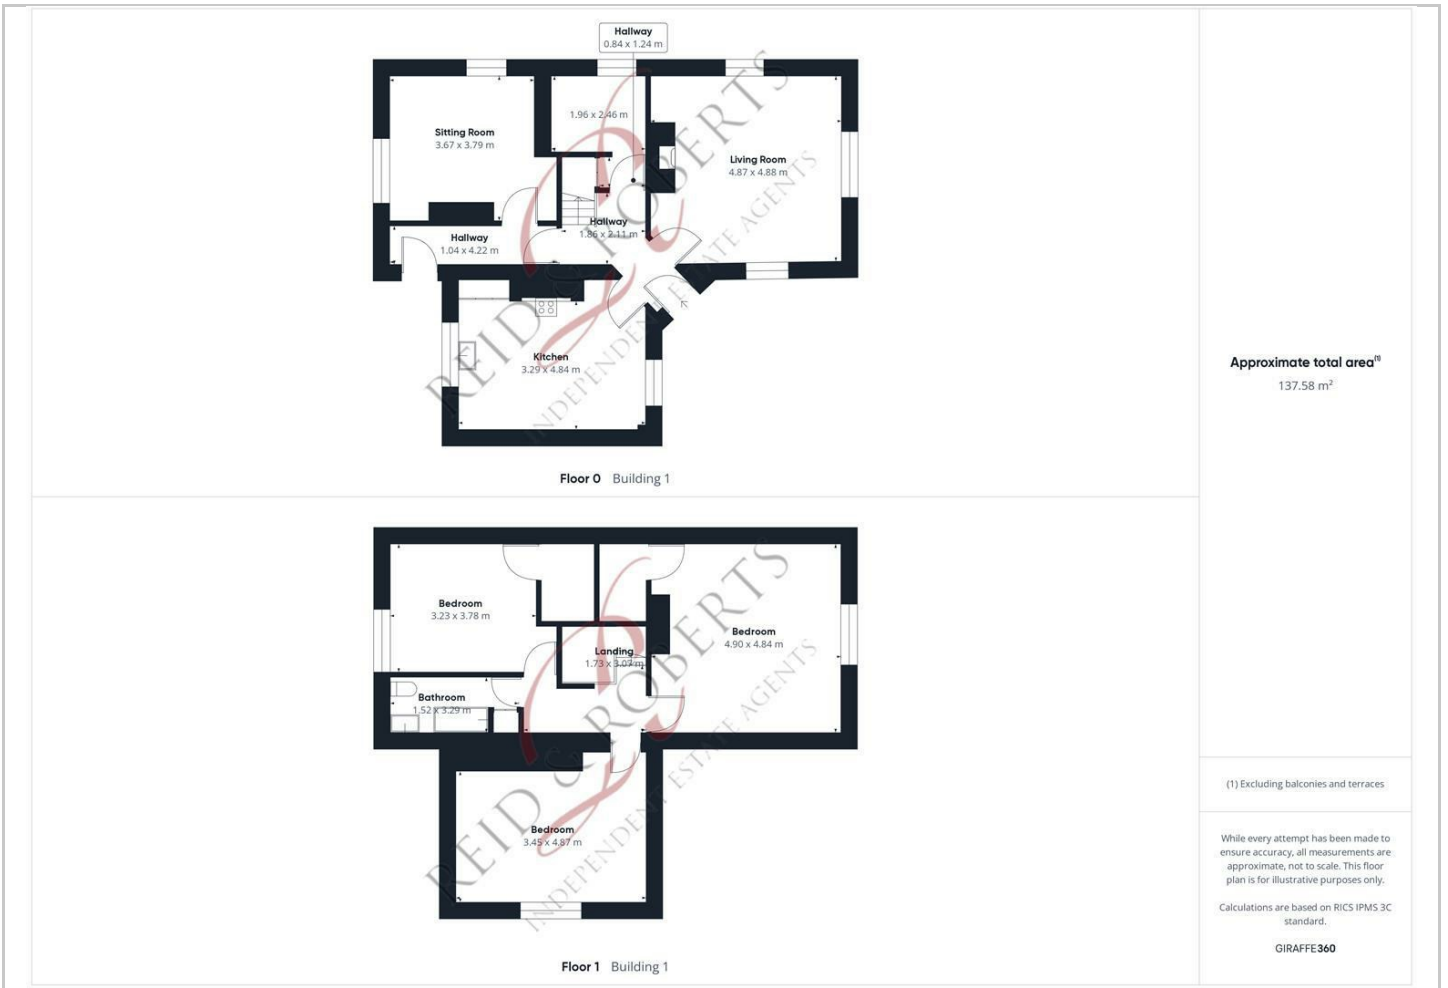 Hallway
0.84 x 1.24 m
1.96 x 2.46 m
Sitting Room
3.67 x 3.79 m
Living Room
4.87 x 4.88 m
Hallway
1.86 x 2.11 m
Hallway
1.04 x 4.22 m
Kitchen
3.29 x 4.84 m
REID & ROBERTS
INDEPENDENT ESTATE AGENTS
Floor 0 Building 1
Bedroom
3.23 x 3.78 m
Landing
1.73 x 3.07 m
Bedroom
4.90 x 4.84 m
Bathroom
1.52 x 3.29 m
Bedroom
3.45 x 4.87 m
REID & ROBERTS
INDEPENDENT ESTATE AGENTS
Floor 1 Building 1
Approximate total area(1)
137.58 m²
(1) Excluding balconies and terraces
While every attempt has been made to
ensure accuracy, all measurements are
approximate, not to scale. This floor
plan is for illustrative purposes only.
Calculations are based on RICS IPMS 3C
standard.
GIRAFFE360